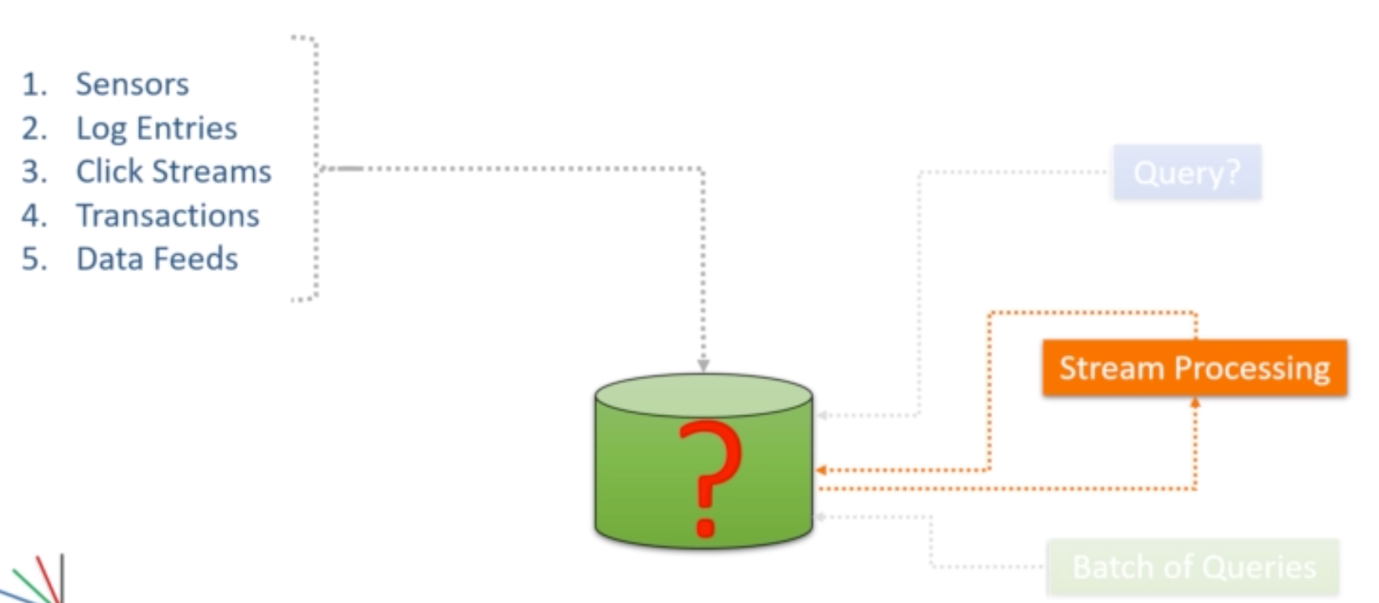 1. Sensors
2. Log Entries
3. Click Streams
4. Transactions
5. Data Feeds
Query?
Stream Processing
?
Batch of Queries